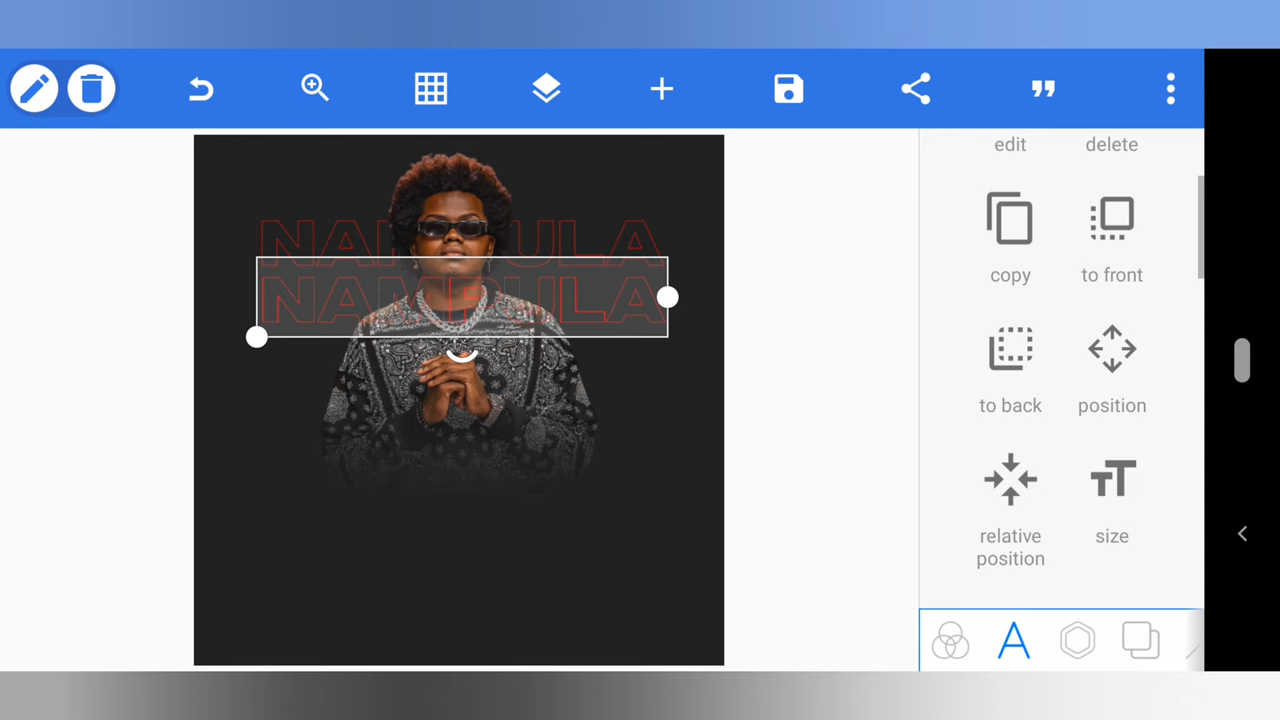 edit delete
NAMPULA
NAMPULA
copy to front
to back position
relative position size